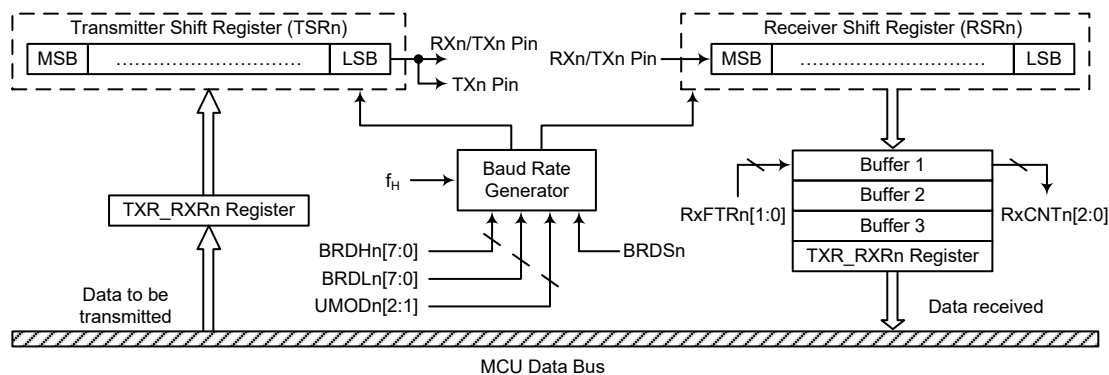 Transmitter Shift Register (TSRn)
MSB ............................... LSB
RXn/TXn Pin
TXn Pin
Receiver Shift Register (RSRn)
RXn/TXn Pin
MSB ............................... LSB
fH
Baud Rate
Generator
BRDHn[7:0]
BRDLn[7:0]
UMODn[2:1]
BRDSn
TXR_RXRn Register
Data to be
transmitted
RxFTRn[1:0]
Buffer 1
Buffer 2
Buffer 3
TXR_RXRn Register
RxCNTn[2:0]
Data received
MCU Data Bus